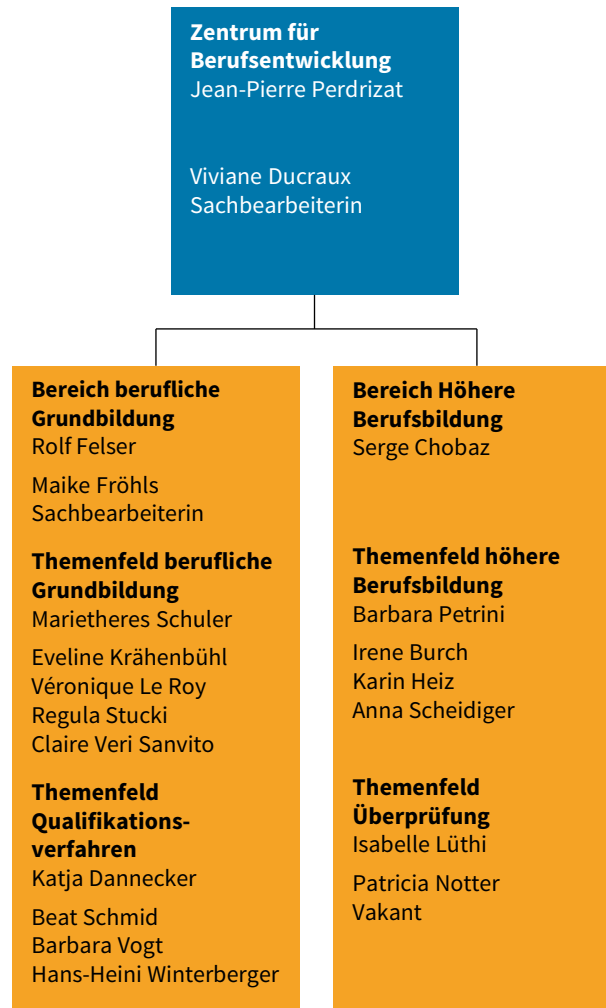 Zentrum für
Berufsentwicklung
Jean-Pierre Perdrizat
Viviane Ducraux
Sachbearbeiterin
Bereich berufliche
Grundbildung
Rolf Felser
Maike Fröhls
Sachbearbeiterin
Themenfeld berufliche
Grundbildung
Marietheres Schuler
Eveline Krähenbühl
Véronique Le Roy
Regula Stucki
Claire Veri Sanvito
Themenfeld
Qualifikations-
verfahren
Katja Dannecker
Beat Schmid
Barbara Vogt
Hans-Heini Winterberger
Bereich Höhere
Berufsbildung
Serge Chobaz
Themenfeld höhere
Berufsbildung
Barbara Petrini
Irene Burch
Karin Heiz
Anna Scheidiger
Themenfeld
Überprüfung
Isabelle Lüthi
Patricia Notter
Vakant